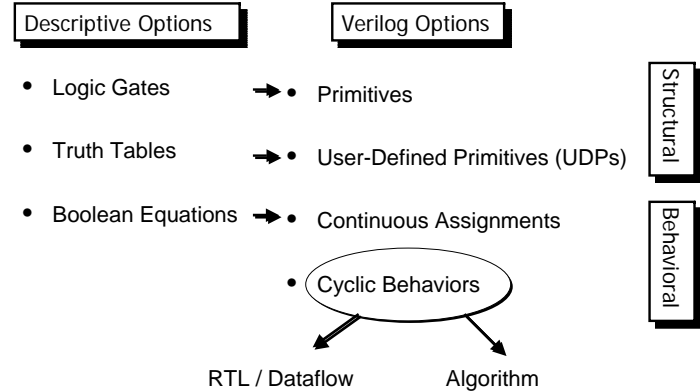 Descriptive Options
Verilog Options
• Logic Gates
• Primitives
Structural
• Truth Tables
• User-Defined Primitives (UDPs)
• Boolean Equations
• Continuous Assignments
Behavioral
• Cyclic Behaviors
RTL / Dataflow
Algorithm